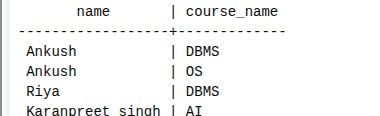 name | course_name
------------------+-------------
Ankush | DBMS
Ankush | OS
Riya | DBMS
Karanpreet singh | AI